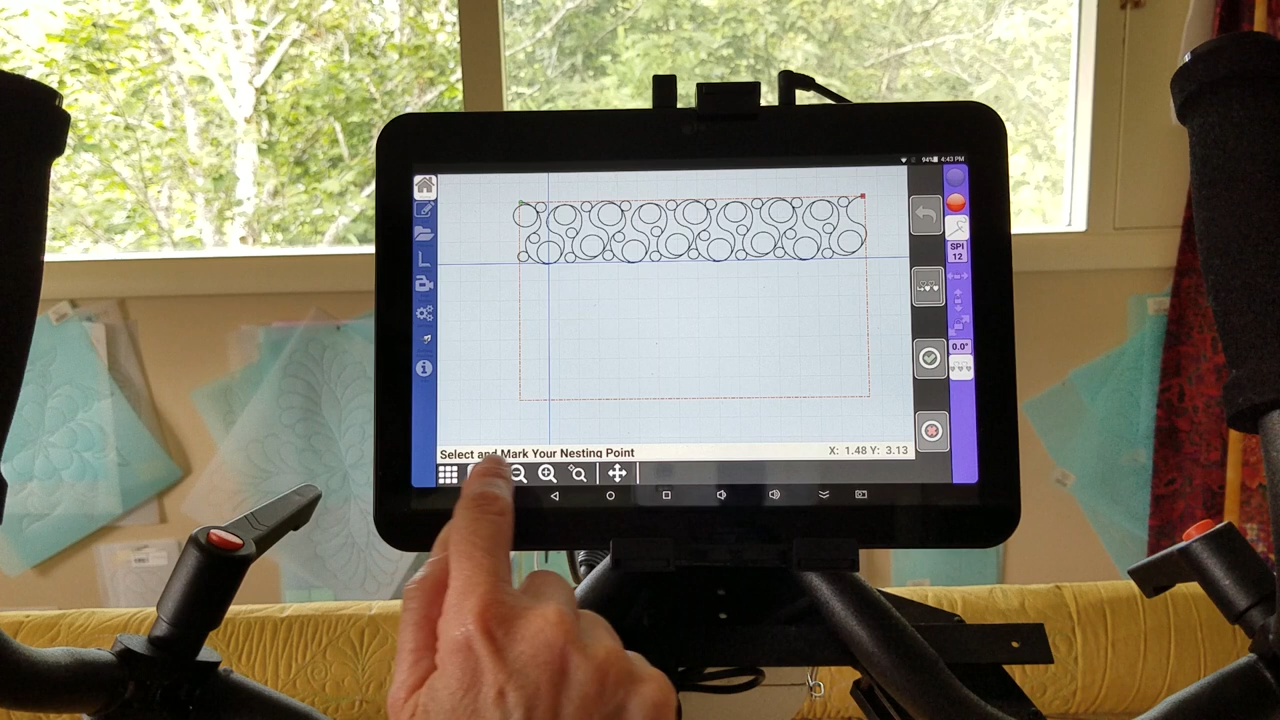 94% 4:43 PM
SPI
12
0.0°
Select and Mark Your Nesting Point
X: 1.48 Y: 3.13